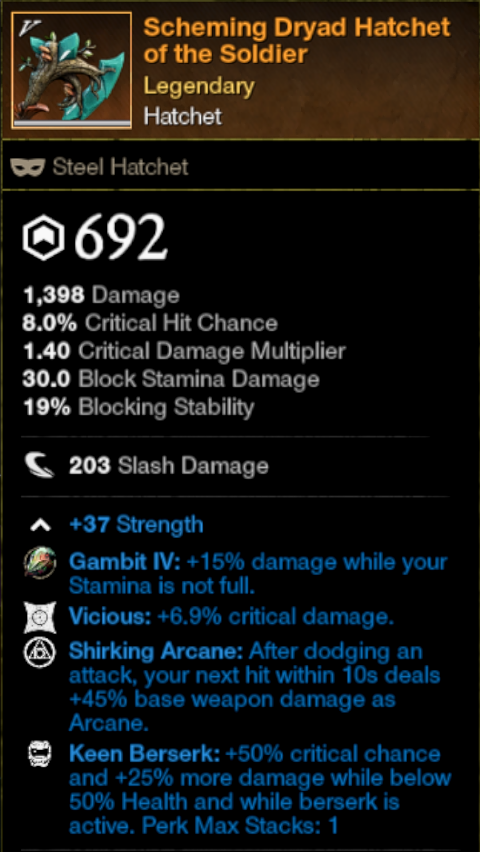 V
Scheming Dryad Hatchet
of the Soldier
Legendary
Hatchet
Steel Hatchet
692
1,398 Damage
8.0% Critical Hit Chance
1.40 Critical Damage Multiplier
30.0 Block Stamina Damage
19% Blocking Stability
203 Slash Damage
+37 Strength
Gambit IV: +15% damage while your
Stamina is not full.
Vicious: +6.9% critical damage.
Shirking Arcane: After dodging an
attack, your next hit within 10s deals
+45% base weapon damage as
Arcane.
Keen Berserk: +50% critical chance
and +25% more damage while below
50% Health and while berserk is
active. Perk Max Stacks: 1